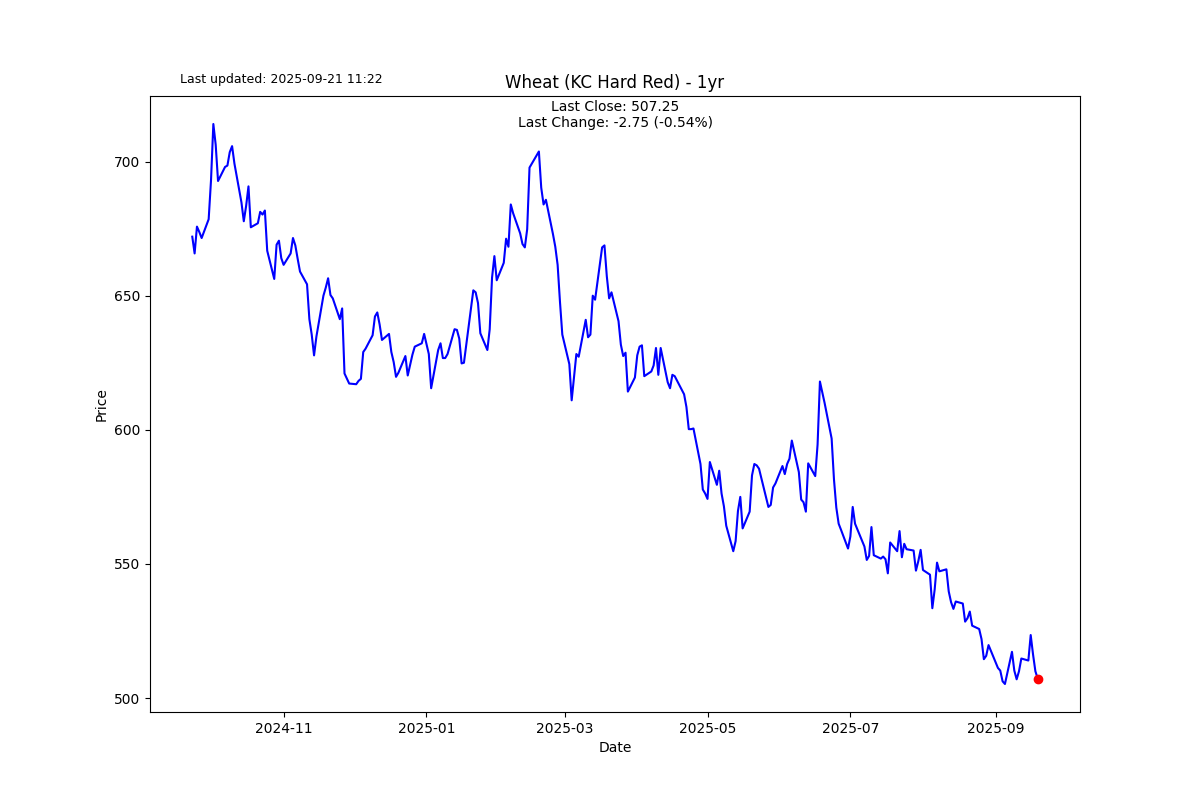 Last updated: 2025-09-21 11:22
Wheat (KC Hard Red) - 1yr
Last Close: 507.25
Last Change: -2.75 (-0.54%)
Price
700
650
600
550
500
2024-11
2025-01
2025-03
2025-05
2025-07
2025-09
Date